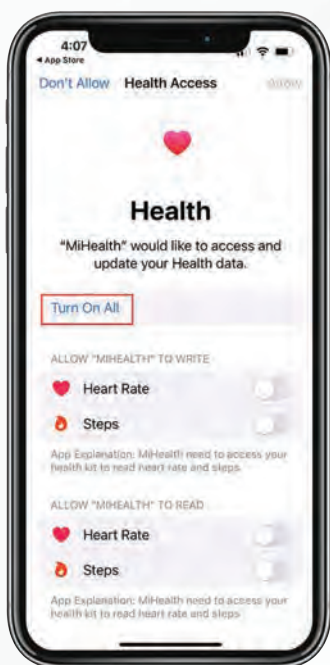 4:07
◀ App Store
Don't Allow Health Access Allow
Health
"MiHealth" would like to access and
update your Health data.
Turn On All
ALLOW "MIHEALTH" TO WRITE
Heart Rate
Steps
App Explanation: MiHealth need to access your
health kit to read heart rate and steps
ALLOW "MIHEALTH" TO READ
Heart Rate
Steps
App Explanation: MiHealth need to access your
health kit to read heart rate and steps